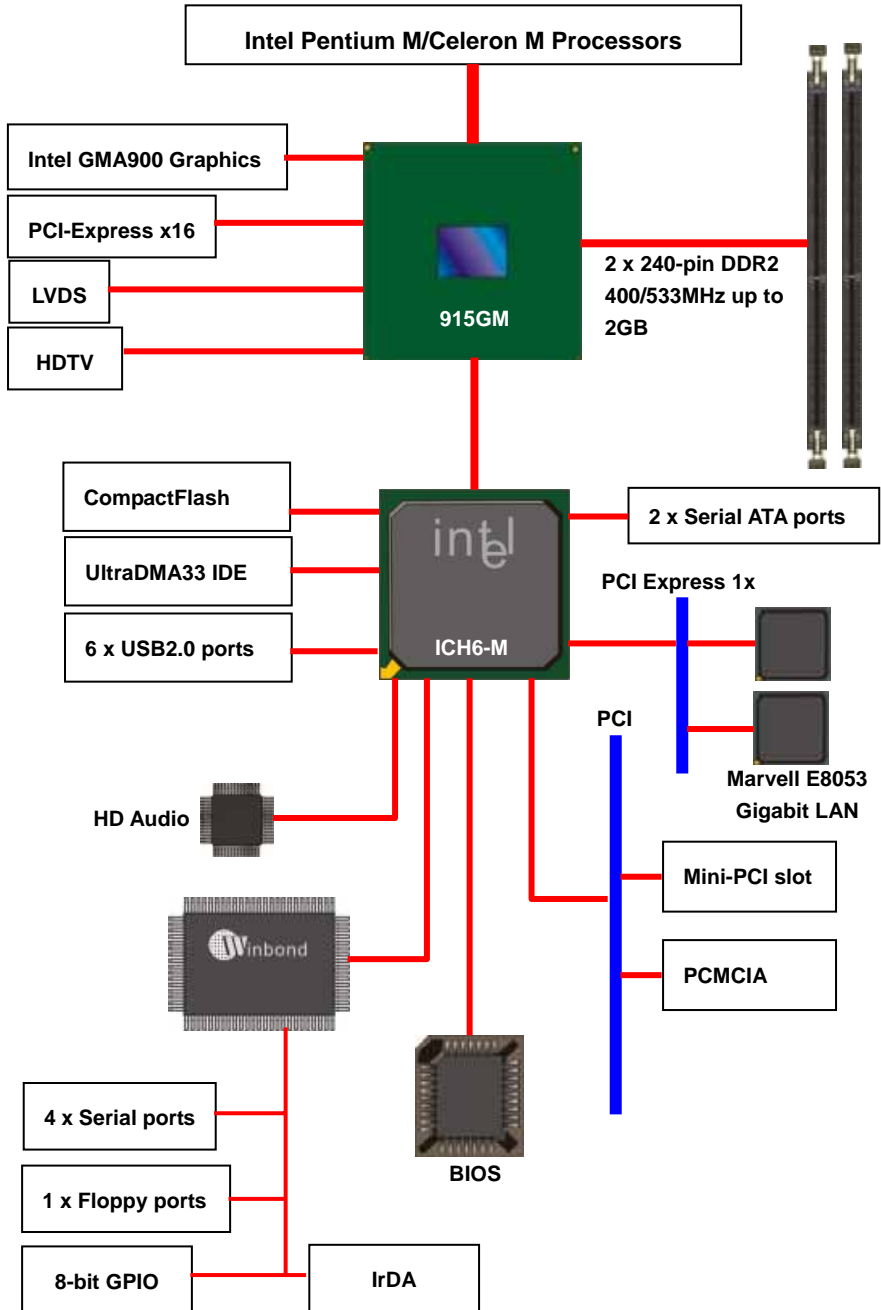 Intel Pentium M/Celeron M Processors
Intel GMA900 Graphics
PCI-Express x16
LVDS
HDTV
915GM
2 x 240-pin DDR2
400/533MHz up to
2GB
CompactFlash
UltraDMA33 IDE
6 x USB2.0 ports
intel
ICH6-M
2 x Serial ATA ports
PCI Express 1x
PCI
Marvell E8053
Gigabit LAN
HD Audio
Mini-PCI slot
PCMCIA
Winbond
BIOS
4 x Serial ports
1 x Floppy ports
8-bit GPIO
IrDA